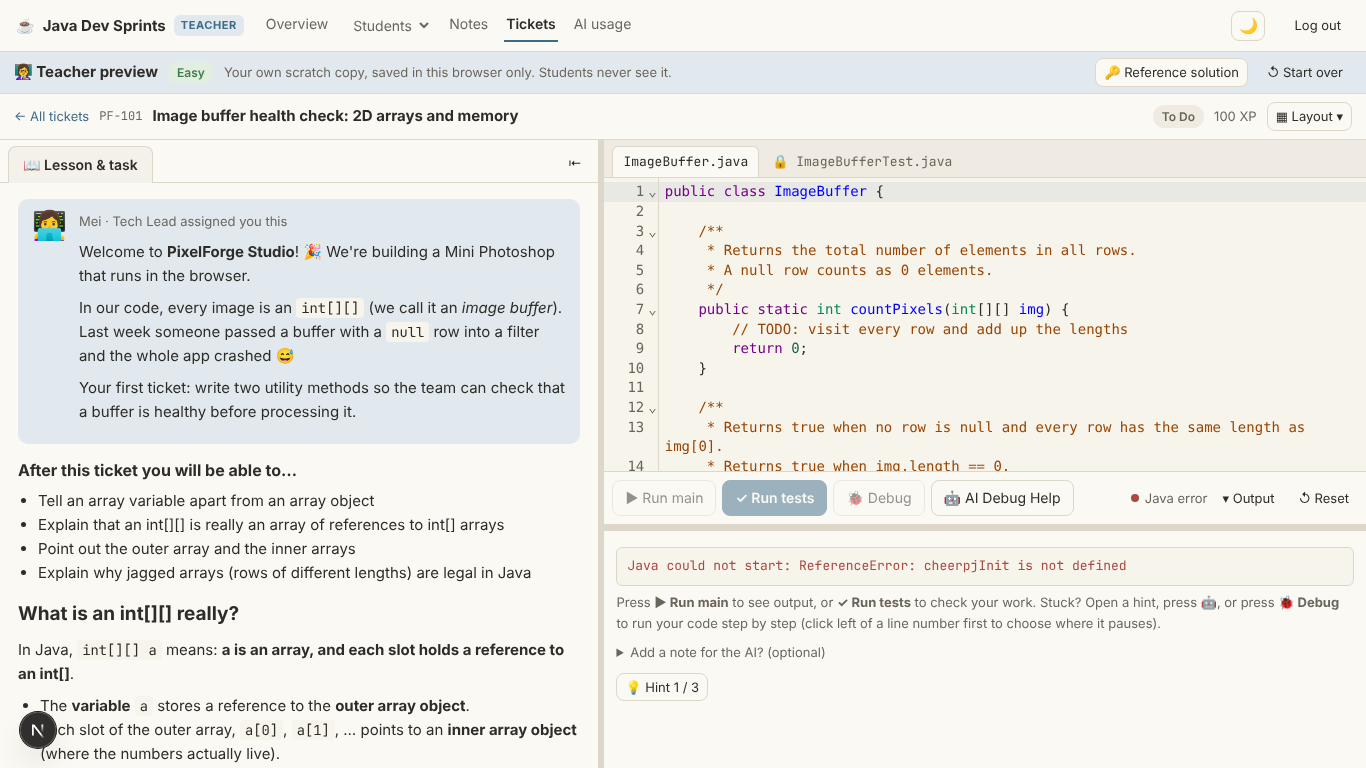 Java Dev Sprints TEACHER Overview Students Notes Tickets AI usage Log out
Teacher preview Easy Your own scratch copy, saved in this browser only. Students never see it. Reference solution ↺ Start over
← All tickets PF-101 Image buffer health check: 2D arrays and memory To Do 100 XP ▦ Layout ▾
Lesson & task
Mei · Tech Lead assigned you this
Welcome to PixelForge Studio! 🎉 We're building a Mini Photoshop
that runs in the browser.
In our code, every image is an int[][] (we call it an image buffer).
Last week someone passed a buffer with a null row into a filter
and the whole app crashed 😅
Your first ticket: write two utility methods so the team can check that
a buffer is healthy before processing it.
After this ticket you will be able to…
• Tell an array variable apart from an array object
• Explain that an int[][] is really an array of references to int[] arrays
• Point out the outer array and the inner arrays
• Explain why jagged arrays (rows of different lengths) are legal in Java
What is an int[][] really?
In Java, int[][] a means: a is an array, and each slot holds a reference to
an int[].
• The variable a stores a reference to the outer array object.
ch slot of the outer array, a[0], a[1], … points to an inner array object
(where the numbers actually live).
N
ImageBuffer.java ImageBufferTest.java
1 public class ImageBuffer {
2
3 /**
4 * Returns the total number of elements in all rows.
5 * A null row counts as 0 elements.
6 */
7 public static int countPixels(int[][] img) {
8 // TODO: visit every row and add up the lengths
9 return 0;
10 }
11
12 /**
13 * Returns true when no row is null and every row has the same length as
img[0].
14 * Returns true when img.length == 0.
▶ Run main ✓ Run tests 🐞 Debug 🤖 AI Debug Help Java error ▾ Output ↺ Reset
Java could not start: ReferenceError: cheerpjInit is not defined
Press ▶ Run main to see output, or ✓ Run tests to check your work. Stuck? Open a hint, press 🤖, or press 🐞 Debug
to run your code step by step (click left of a line number first to choose where it pauses).
▶ Add a note for the AI? (optional)
💡 Hint 1 / 3